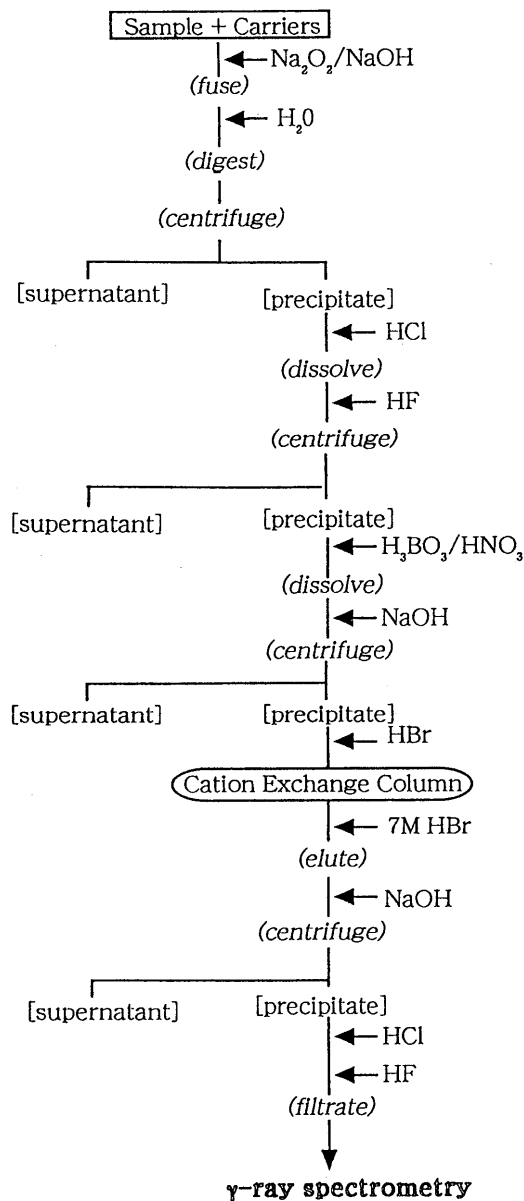 Sample + Carriers
Na₂O₂/NaOH
(fuse)
H₂0
(digest)
(centrifuge)
[supernatant] [precipitate]
HCl
(dissolve)
HF
(centrifuge)
[supernatant] [precipitate]
H₃BO₃/HNO₃
(dissolve)
NaOH
(centrifuge)
[supernatant] [precipitate]
HBr
Cation Exchange Column
7M HBr
(elute)
NaOH
(centrifuge)
[supernatant] [precipitate]
HCl
HF
(filtrate)
γ-ray spectrometry